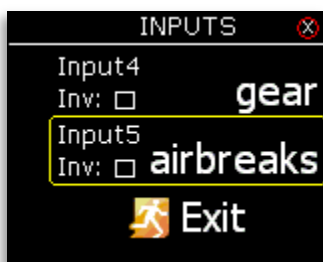 INPUTS
Input4
Inv: gear
Input5
Inv: airbreaks
Exit